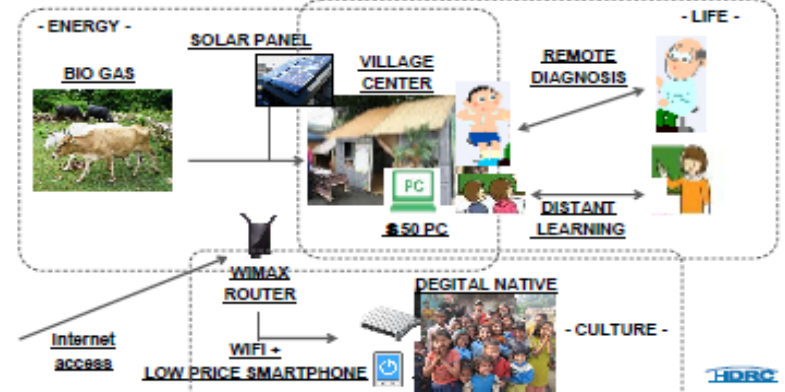 - ENERGY -
- LIFE -
SOLAR PANEL
BIO GAS
VILLAGE
CENTER
REMOTE
DIAGNOSIS
PC
$50 PC
DISTANT
LEARNING
WIMAX
ROUTER
DEGITAL NATIVE
Internet
access
WIFI +
LOW PRICE SMARTPHONE
- CULTURE -
HDRC